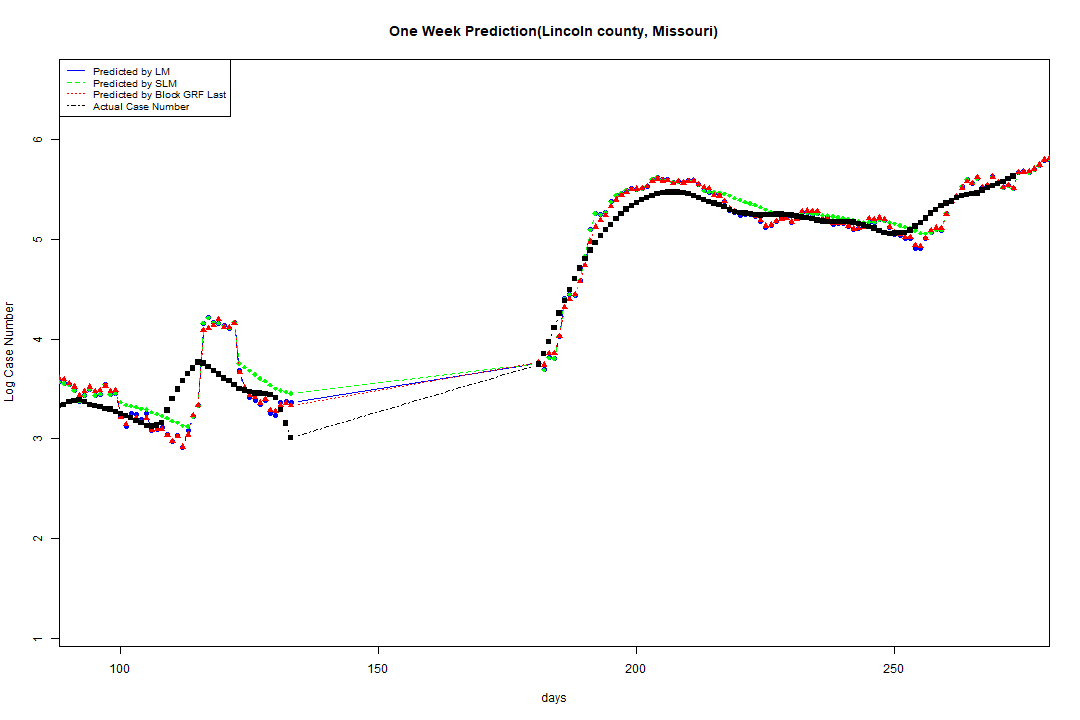 One Week Prediction(Lincoln county, Missouri)
Predicted by LM
Predicted by SLM
Predicted by Block GRF Last
Actual Case Number
6
5
4
3
2
1
Log Case Number
100 150 200 250
days